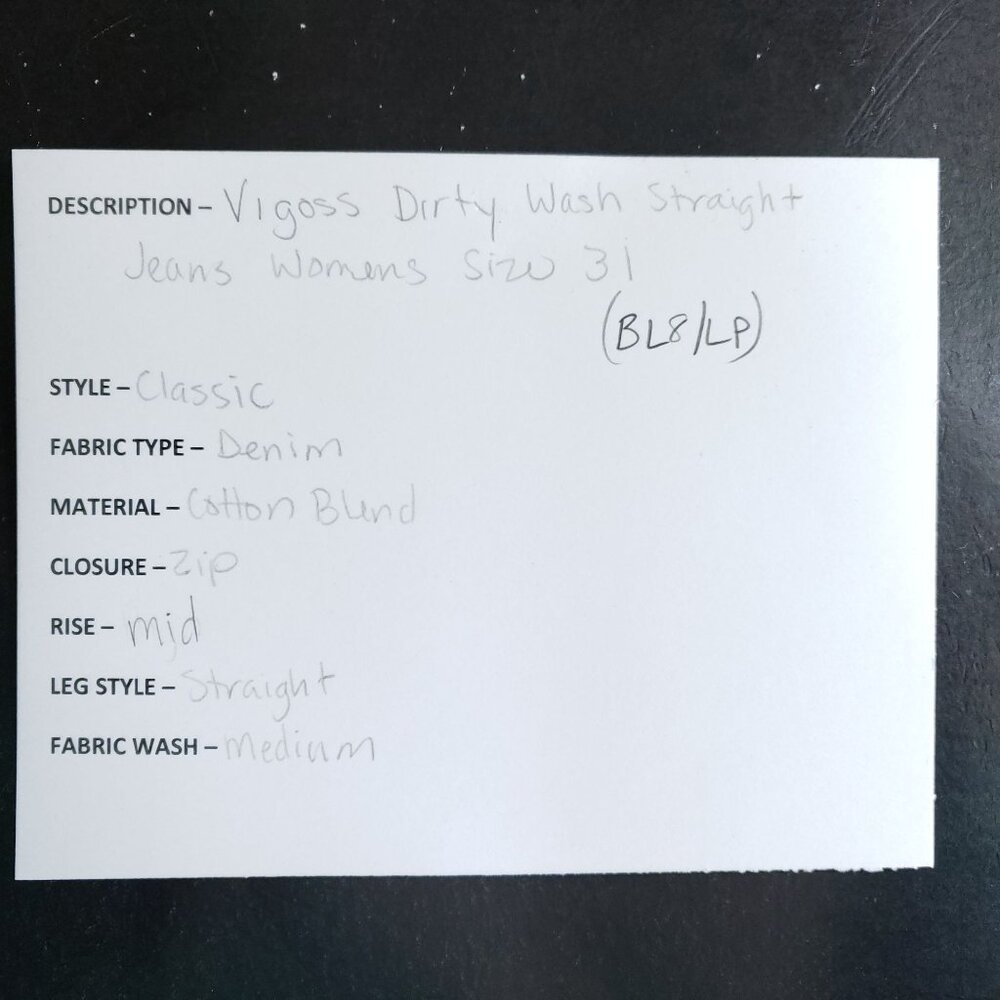 DESCRIPTION – Vigoss Dirty Wash Straight
Jeans Womens Size 31
(BL8/LP)
STYLE – Classic
FABRIC TYPE – Denim
MATERIAL – Cotton Blend
CLOSURE – Zip
RISE – mid
LEG STYLE – Straight
FABRIC WASH – Medium